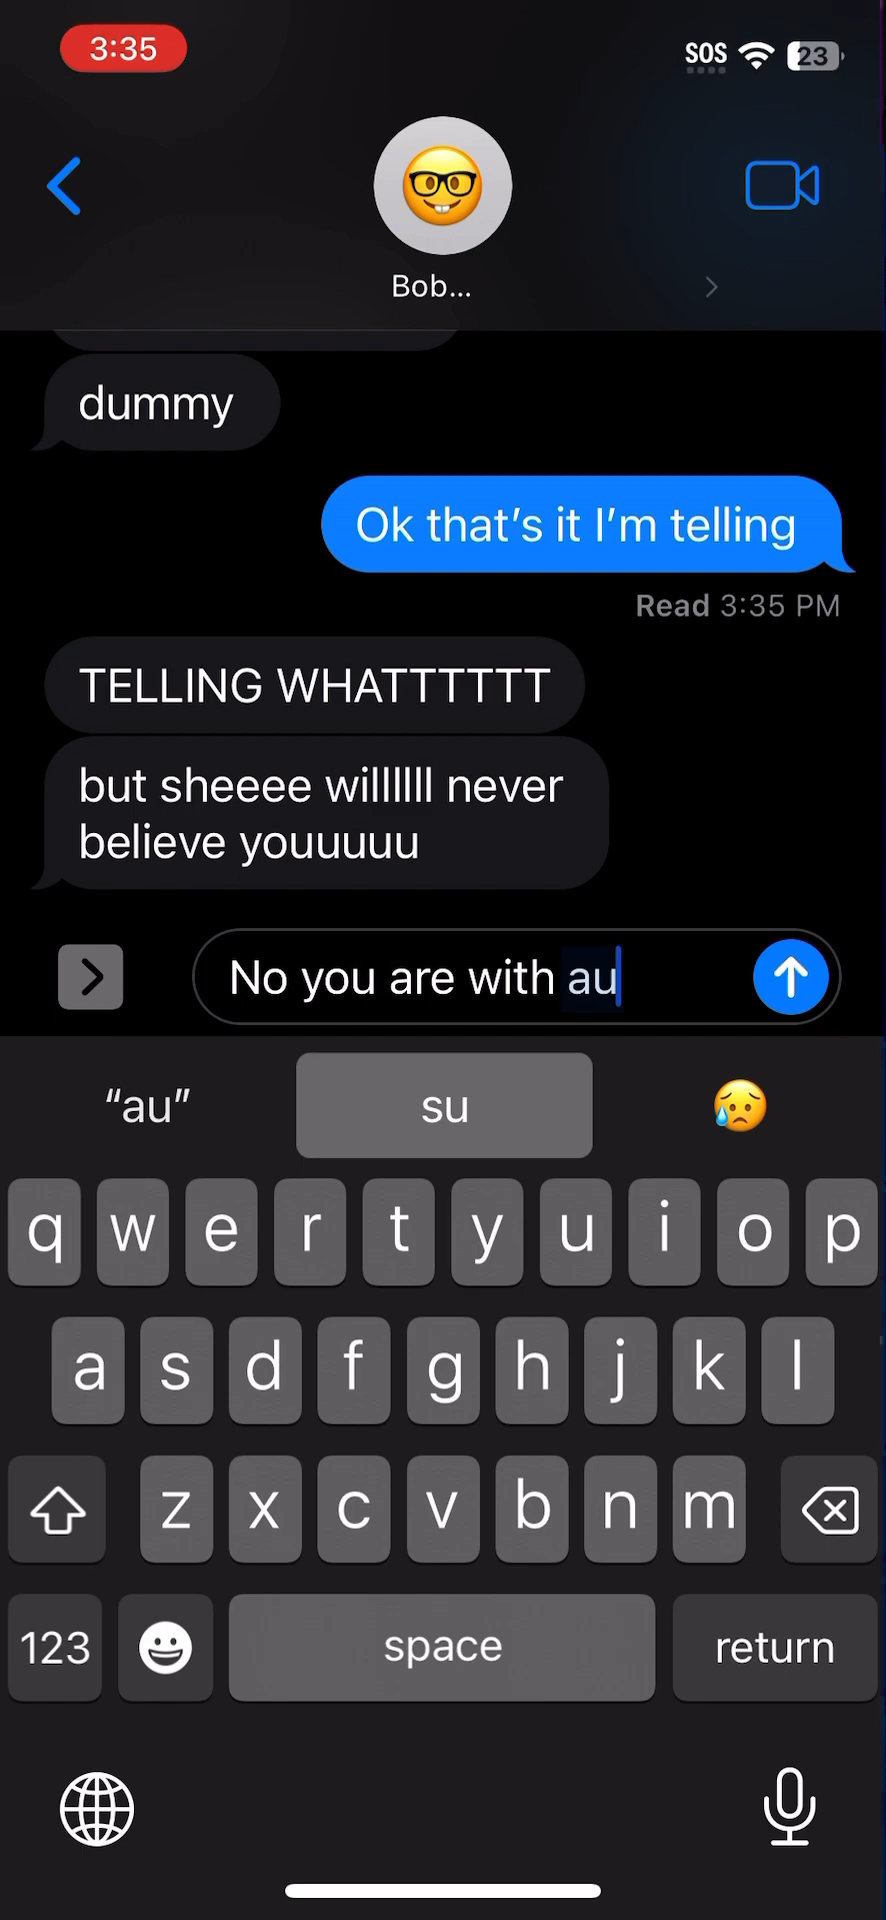 3:35
SOS
23
Bob...
dummy
Ok that’s it I’m telling
Read 3:35 PM
TELLING WHATTTTTT
but sheeee willlllll never
believe youuuuu
No you are with au
“au” su
q w e r t y u i o p
a s d f g h j k l
z x c v b n m
123 space return